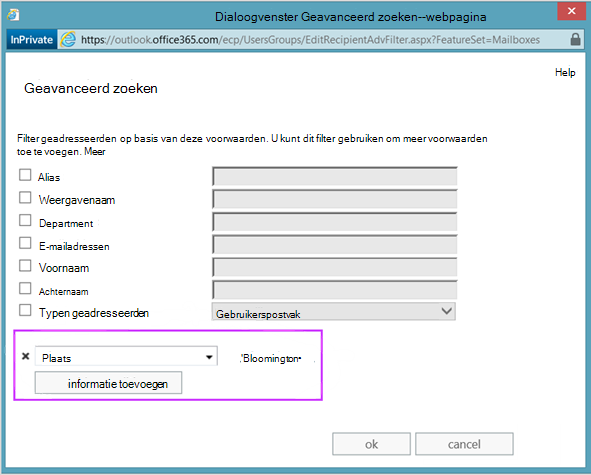 Dialoogvenster Geavanceerd zoeken--webpagina
InPrivate https://outlook.office365.com/ecp/UsersGroups/EditRecipientAdvFilter.aspx?FeatureSet=Mailboxes
Help
Geavanceerd zoeken
Filter geadresseerden op basis van deze voorwaarden. U kunt dit filter gebruiken om meer voorwaarden
toe te voegen. Meer
Alias
Weergavenaam
Department
E-mailadressen
Voornaam
Achternaam
Typen geadresseerden Gebruikerspostvak
Plaats 'Bloomington
informatie toevoegen
ok cancel